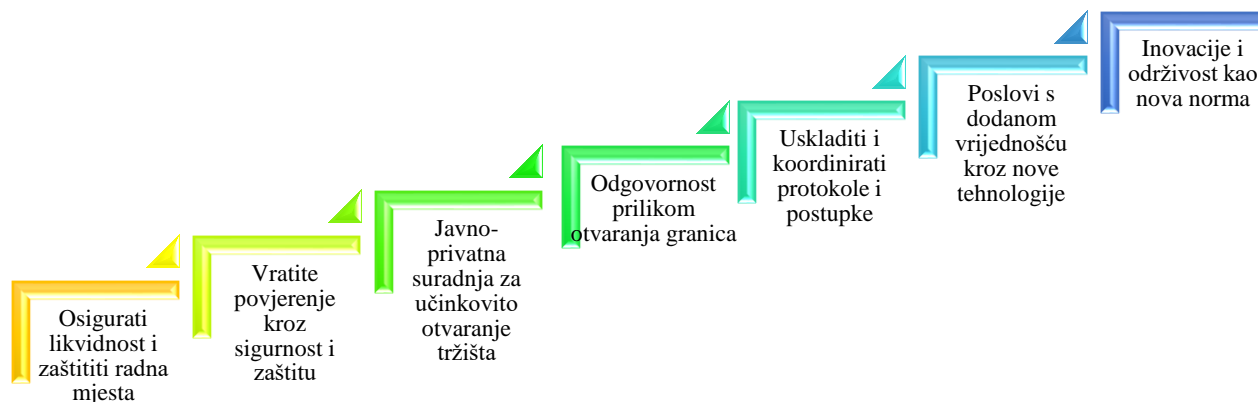 Osigurati
likvidnost i
zaštititi radna
mjesta
Vratite
povjerenje
kroz
sigurnost i
zaštitu
Javno-
privatna
suradnja za
učinkovito
otvaranje
tržišta
Odgovornost
prilikom
otvaranja granica
Uskladiti i
koordinirati
protokole i
postupke
Poslovi s
dodanom
vrijednošću
kroz nove
tehnologije
Inovacije i
održivost kao
nova norma